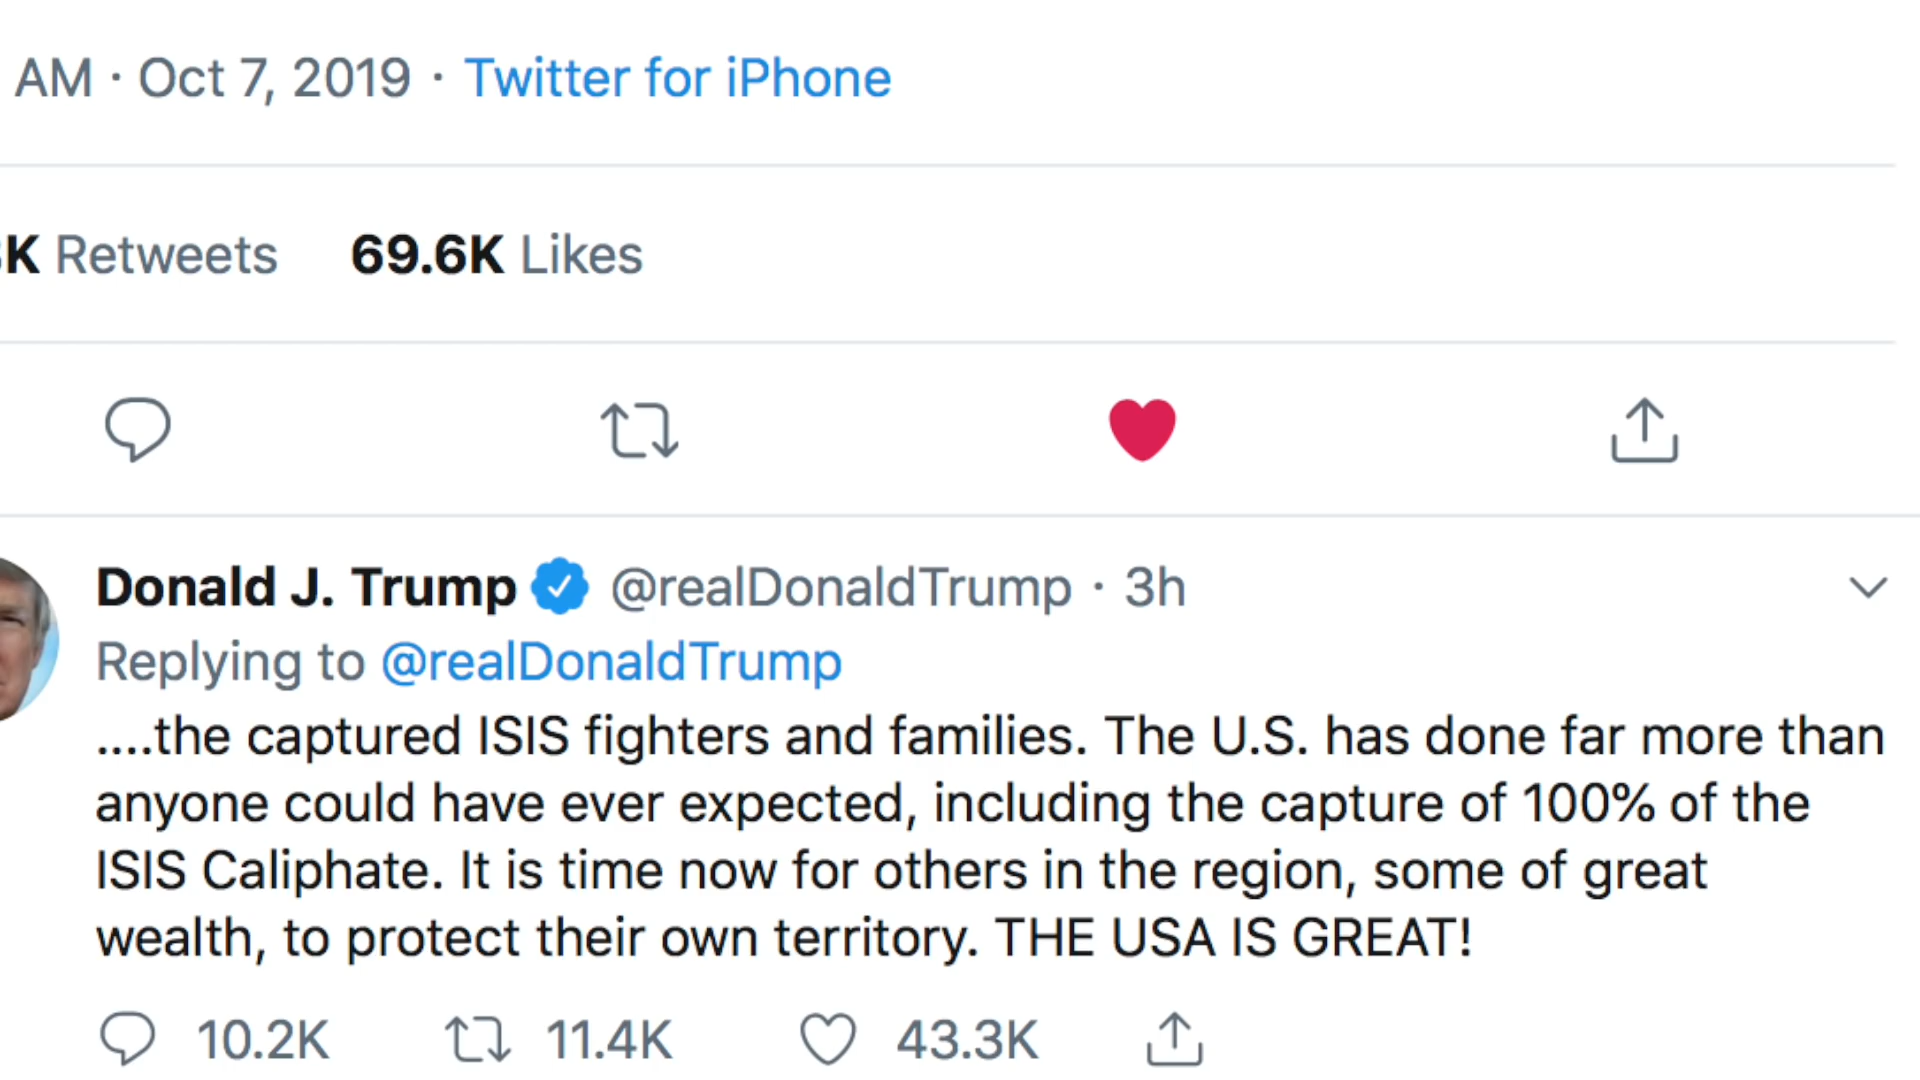 AM · Oct 7, 2019 · Twitter for iPhone
K Retweets 69.6K Likes
Donald J. Trump @realDonaldTrump · 3h
Replying to @realDonaldTrump
....the captured ISIS fighters and families. The U.S. has done far more than
anyone could have ever expected, including the capture of 100% of the
ISIS Caliphate. It is time now for others in the region, some of great
wealth, to protect their own territory. THE USA IS GREAT!
10.2K 11.4K 43.3K